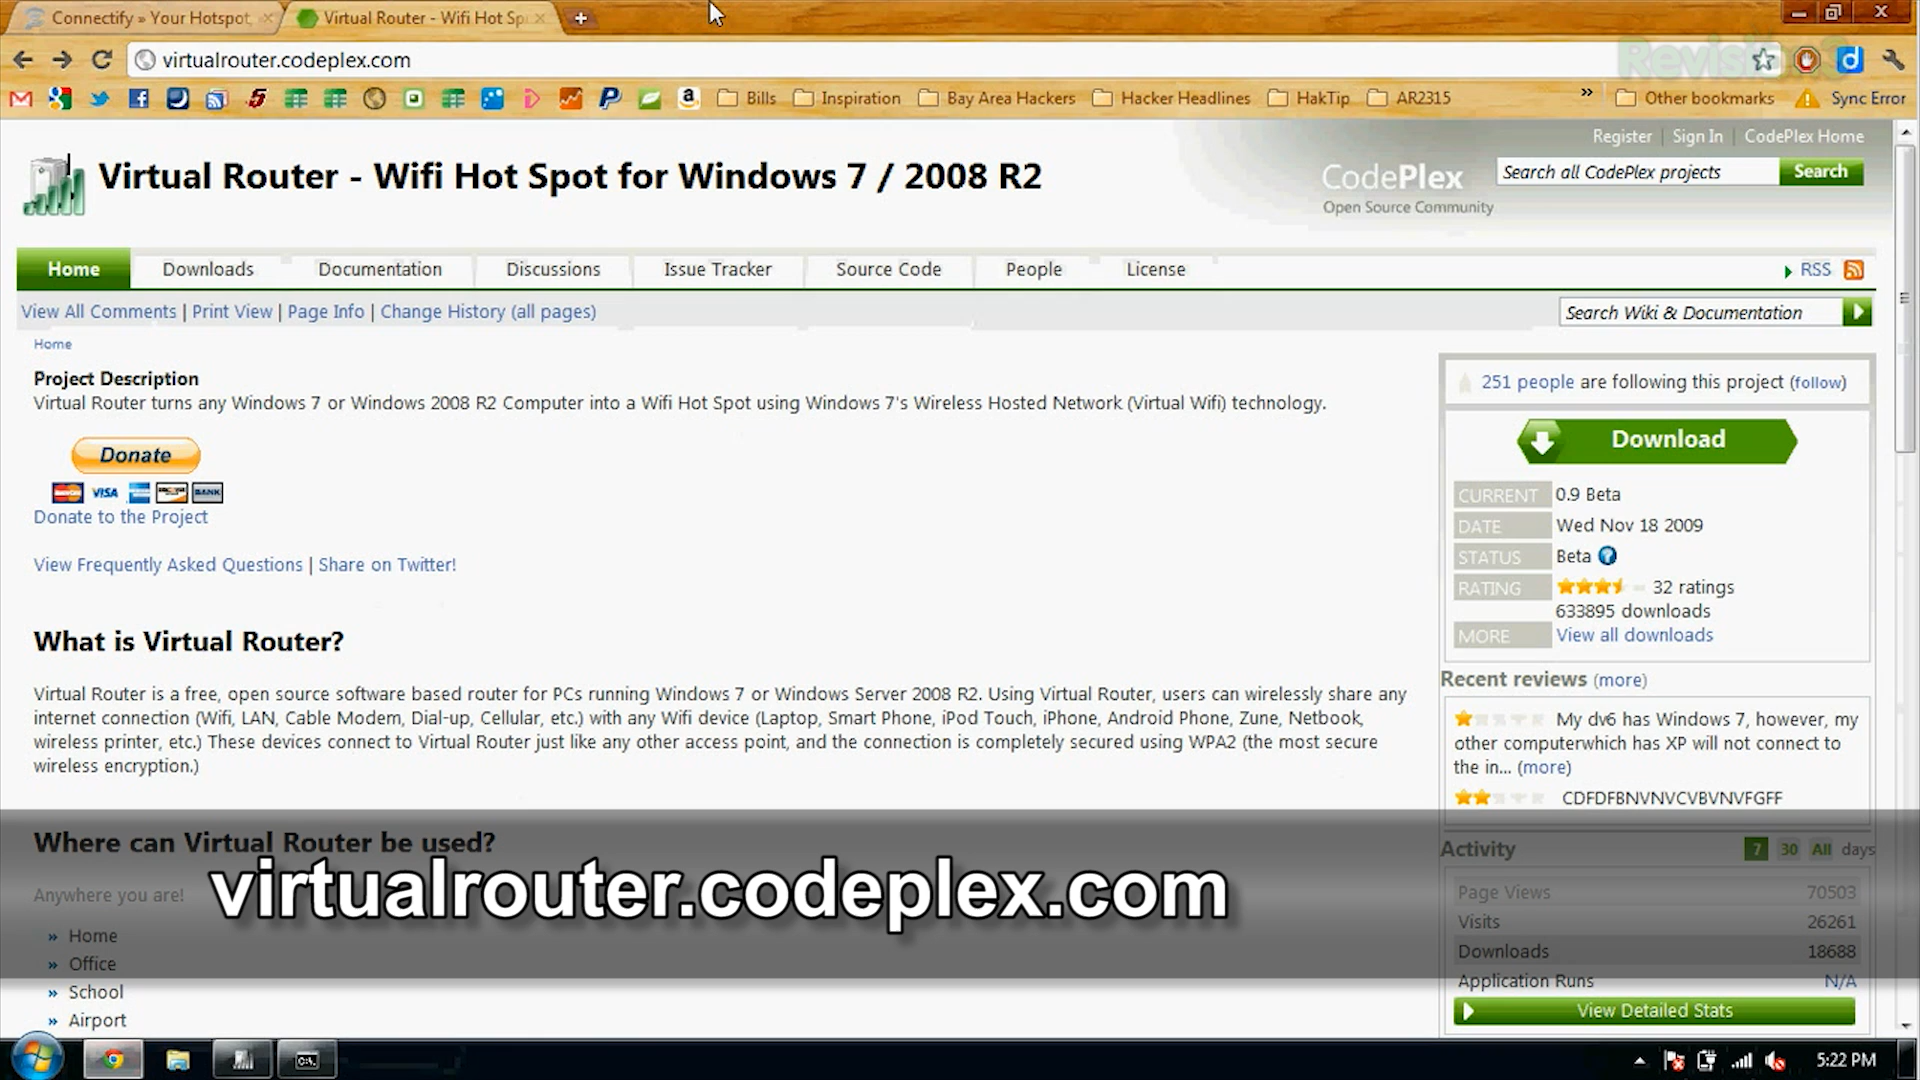 Connectify » Your Hotspot,
Virtual Router - Wifi Hot Sp
Revision3
virtualrouter.codeplex.com
Bills
Inspiration
Bay Area Hackers
Hacker Headlines
HakTip
AR2315
»
Other bookmarks
Sync Error
Register | Sign In | CodePlex Home
Virtual Router - Wifi Hot Spot for Windows 7 / 2008 R2
CodePlex
Open Source Community
Search all CodePlex projects
Search
Home
Downloads
Documentation
Discussions
Issue Tracker
Source Code
People
License
RSS
View All Comments | Print View | Page Info | Change History (all pages)
Search Wiki & Documentation
Home
Project Description
Virtual Router turns any Windows 7 or Windows 2008 R2 Computer into a Wifi Hot Spot using Windows 7's Wireless Hosted Network (Virtual Wifi) technology.
Donate
VISA
BANK
Donate to the Project
View Frequently Asked Questions | Share on Twitter!
What is Virtual Router?
Virtual Router is a free, open source software based router for PCs running Windows 7 or Windows Server 2008 R2. Using Virtual Router, users can wirelessly share any
internet connection (Wifi, LAN, Cable Modem, Dial-up, Cellular, etc.) with any Wifi device (Laptop, Smart Phone, iPod Touch, iPhone, Android Phone, Zune, Netbook,
wireless printer, etc.) These devices connect to Virtual Router just like any other access point, and the connection is completely secured using WPA2 (the most secure
wireless encryption.)
Where can Virtual Router be used?
Anywhere you are!
» Home
» Office
» School
» Airport
virtualrouter.codeplex.com
251 people are following this project (follow)
Download
CURRENT 0.9 Beta
DATE Wed Nov 18 2009
STATUS Beta
RATING 32 ratings
633895 downloads
MORE View all downloads
Recent reviews (more)
My dv6 has Windows 7, however, my
other computerwhich has XP will not connect to
the in... (more)
CDFDFBNVNVCVBVNVFGFF
Activity 7 30 All days
Page Views 70503
Visits 26261
Downloads 18688
Application Runs N/A
View Detailed Stats
5:22 PM